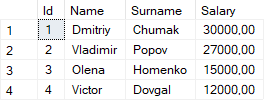 Id Name Surname Salary
1 1 Dmitriy Chumak 30000,00
2 2 Vladimir Popov 27000,00
3 3 Olena Homenko 15000,00
4 4 Victor Dovgal 12000,00